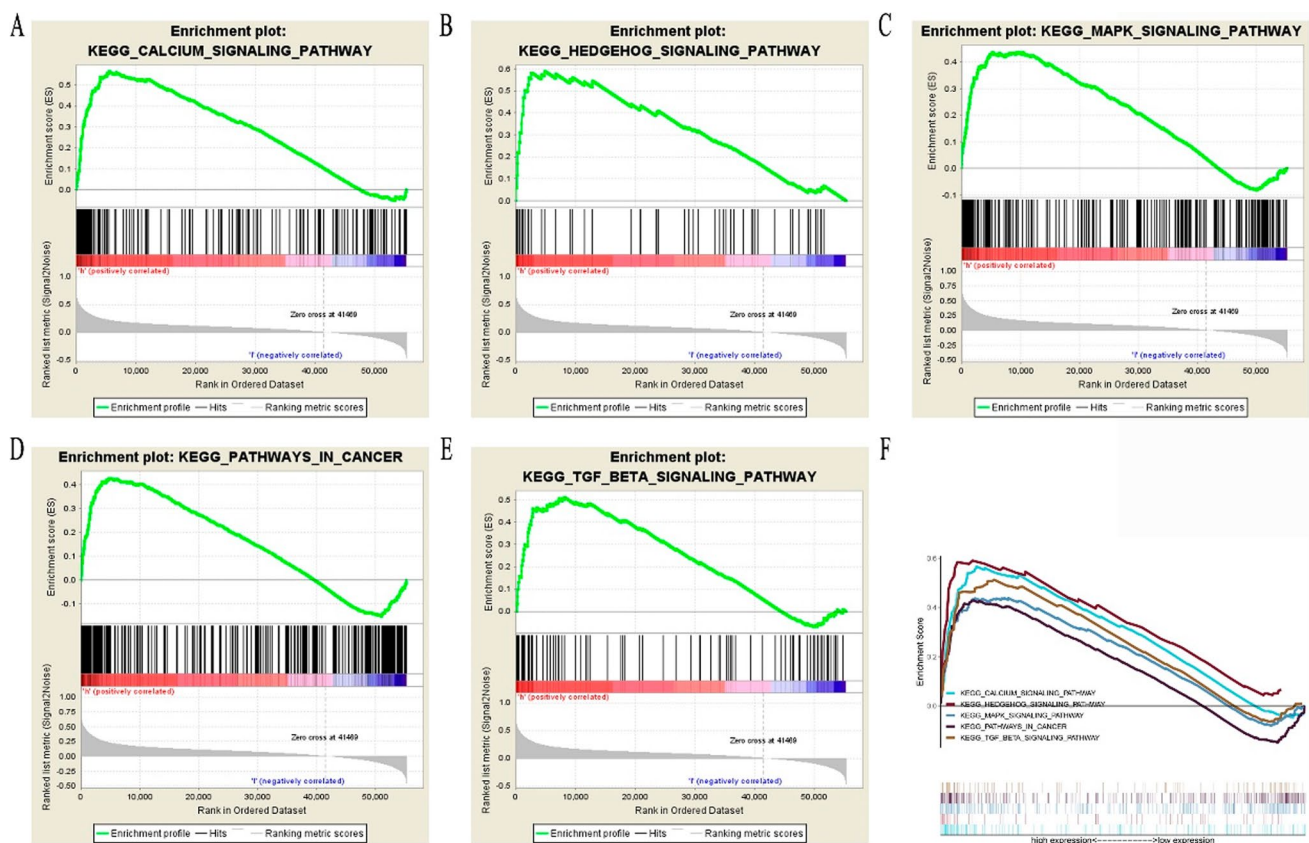 A
Enrichment plot:
KEGG_CALCIUM_SIGNALING_PATHWAY
Enrichment score (ES)
0.6
0.5
0.4
0.3
0.2
0.1
0.0
Ranked list metric (Signal2Noise)
'h' (positively correlated)
1.0
0.5
Zero cross at 41469
0.0
'l' (negatively correlated)
-0.5
0 10,000 20,000 30,000 40,000 50,000
Rank in Ordered Dataset
Enrichment profile Hits Ranking metric scores
B
Enrichment plot:
KEGG_HEDGEHOG_SIGNALING_PATHWAY
Enrichment score (ES)
0.6
0.5
0.4
0.3
0.2
0.1
0.0
Ranked list metric (Signal2Noise)
'h' (positively correlated)
1.0
0.5
Zero cross at 41469
0.0
'l' (negatively correlated)
-0.5
0 10,000 20,000 30,000 40,000 50,000
Rank in Ordered Dataset
Enrichment profile Hits Ranking metric scores
C
Enrichment plot: KEGG_MAPK_SIGNALING_PATHWAY
Enrichment score (ES)
0.4
0.3
0.2
0.1
0.0
-0.1
Ranked list metric (Signal2Noise)
'h' (positively correlated)
1.00
0.75
0.50
0.25
Zero cross at 41469
0.00
-0.25
'l' (negatively correlated)
-0.50
0 10,000 20,000 30,000 40,000 50,000
Rank in Ordered Dataset
Enrichment profile Hits Ranking metric scores
D
Enrichment plot: KEGG_PATHWAYS_IN_CANCER
Enrichment score (ES)
0.4
0.3
0.2
0.1
0.0
-0.1
Ranked list metric (Signal2Noise)
'h' (positively correlated)
1.00
0.75
0.50
0.25
Zero cross at 41469
0.00
-0.25
'l' (negatively correlated)
-0.50
0 10,000 20,000 30,000 40,000 50,000
Rank in Ordered Dataset
Enrichment profile Hits Ranking metric scores
E
Enrichment plot:
KEGG_TGF_BETA_SIGNALING_PATHWAY
Enrichment score (ES)
0.5
0.4
0.3
0.2
0.1
0.0
Ranked list metric (Signal2Noise)
'h' (positively correlated)
1.0
0.5
Zero cross at 41469
0.0
'l' (negatively correlated)
-0.5
0 10,000 20,000 30,000 40,000 50,000
Rank in Ordered Dataset
Enrichment profile Hits Ranking metric scores
F
Enrichment Score
0.6
0.4
0.2
0.0
KEGG_CALCIUM_SIGNALING_PATHWAY
KEGG_HEDGEHOG_SIGNALING_PATHWAY
KEGG_MAPK_SIGNALING_PATHWAY
KEGG_PATHWAYS_IN_CANCER
KEGG_TGF_BETA_SIGNALING_PATHWAY
high expression<-------------->low expression